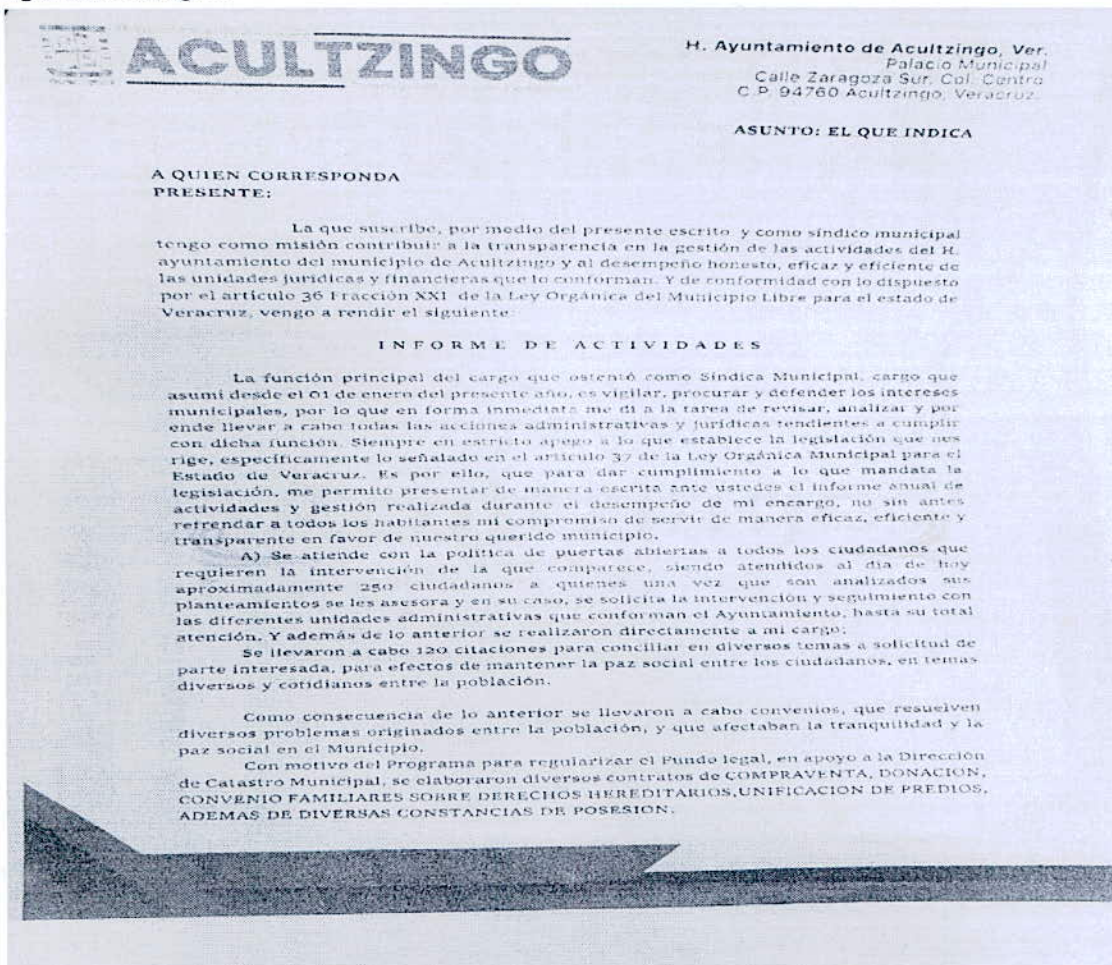 ACULTZINGO
H. Ayuntamiento de Acultzingo, Ver.
Palacio Municipal
Calle Zaragoza Sur, Col. Centro
C.P. 94760 Acultzingo, Veracruz.
ASUNTO: EL QUE INDICA
A QUIEN CORRESPONDA
PRESENTE:
La que suscribe, por medio del presente escrito y como síndico municipal
tengo como misión contribuir a la transparencia en la gestión de las actividades del H.
ayuntamiento del municipio de Acultzingo y al desempeño honesto, eficaz y eficiente de
las unidades jurídicas y financieras que lo conforman. Y de conformidad con lo dispuesto
por el artículo 36 Fracción XXI de la Ley Orgánica del Municipio Libre para el estado de
Veracruz, vengo a rendir el siguiente:
INFORME DE ACTIVIDADES
La función principal del cargo que ostentó como Síndica Municipal, cargo que
asumí desde el 01 de enero del presente año, es vigilar, procurar y defender los intereses
municipales, por lo que en forma inmediata me di a la tarea de revisar, analizar y por
ende llevar a cabo todas las acciones administrativas y jurídicas tendientes a cumplir
con dicha función. Siempre en estricto apego a lo que establece la legislación que nos
rige, específicamente lo señalado en el artículo 37 de la Ley Orgánica Municipal para el
Estado de Veracruz. Es por ello, que para dar cumplimiento a lo que mandata la
legislación, me permito presentar de manera escrita ante ustedes el informe anual de
actividades y gestión realizada durante el desempeño de mi encargo, no sin antes
refrendar a todos los habitantes mi compromiso de servir de manera eficaz, eficiente y
transparente en favor de nuestro querido municipio.
A) Se atiende con la política de puertas abiertas a todos los ciudadanos que
requieren la intervención de la que comparece, siendo atendidos al día de hoy
aproximadamente 250 ciudadanos a quienes una vez que son analizados sus
planteamientos se les asesora y en su caso, se solicita la intervención y seguimiento con
las diferentes unidades administrativas que conforman el Ayuntamiento, hasta su total
atención. Y además de lo anterior se realizaron directamente a mi cargo:
Se llevaron a cabo 120 citaciones para conciliar en diversos temas a solicitud de
parte interesada, para efectos de mantener la paz social entre los ciudadanos, en temas
diversos y cotidianos entre la población.
Como consecuencia de lo anterior se llevaron a cabo convenios, que resuelven
diversos problemas originados entre la población, y que afectaban la tranquilidad y la
paz social en el Municipio.
Con motivo del Programa para regularizar el Fundo legal, en apoyo a la Dirección
de Catastro Municipal, se elaboraron diversos contratos de COMPRAVENTA, DONACION,
CONVENIO FAMILIARES SOBRE DERECHOS HEREDITARIOS,UNIFICACION DE PREDIOS,
ADEMAS DE DIVERSAS CONSTANCIAS DE POSESION.